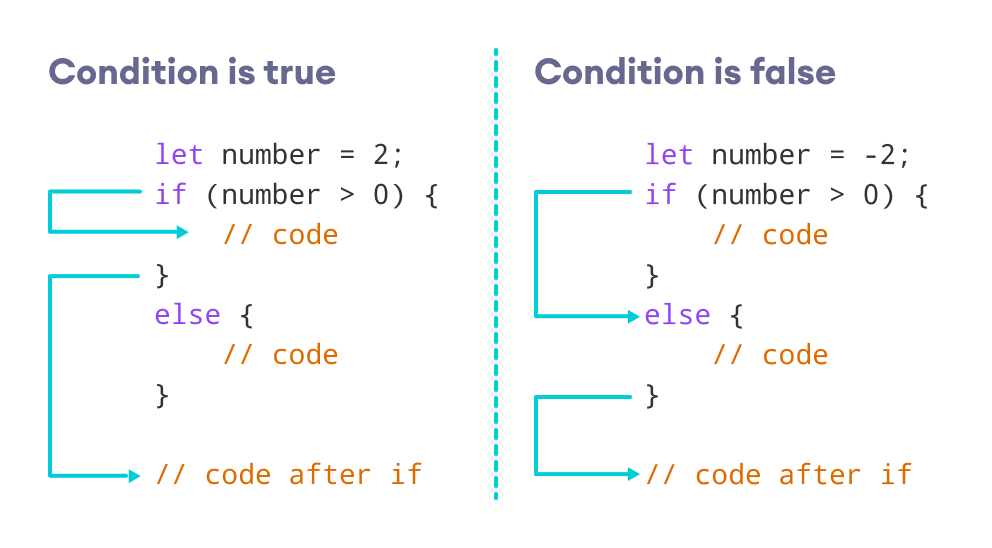 Condition is true
let number = 2;
if (number > 0) {
// code
}
else {
// code
}
// code after if
Condition is false
let number = -2;
if (number > 0) {
// code
}
else {
// code
}
// code after if